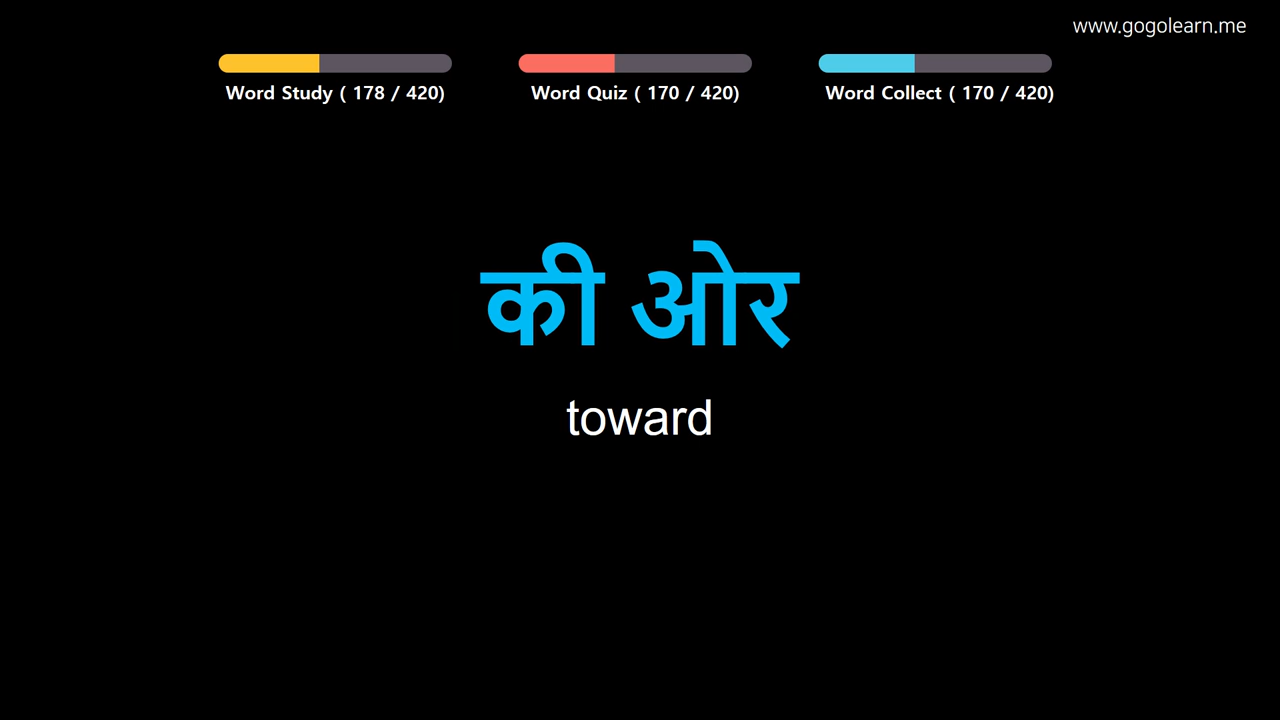 www.gogolearn.me
Word Study ( 178 / 420)
Word Quiz ( 170 / 420)
Word Collect ( 170 / 420)
की ओर
toward